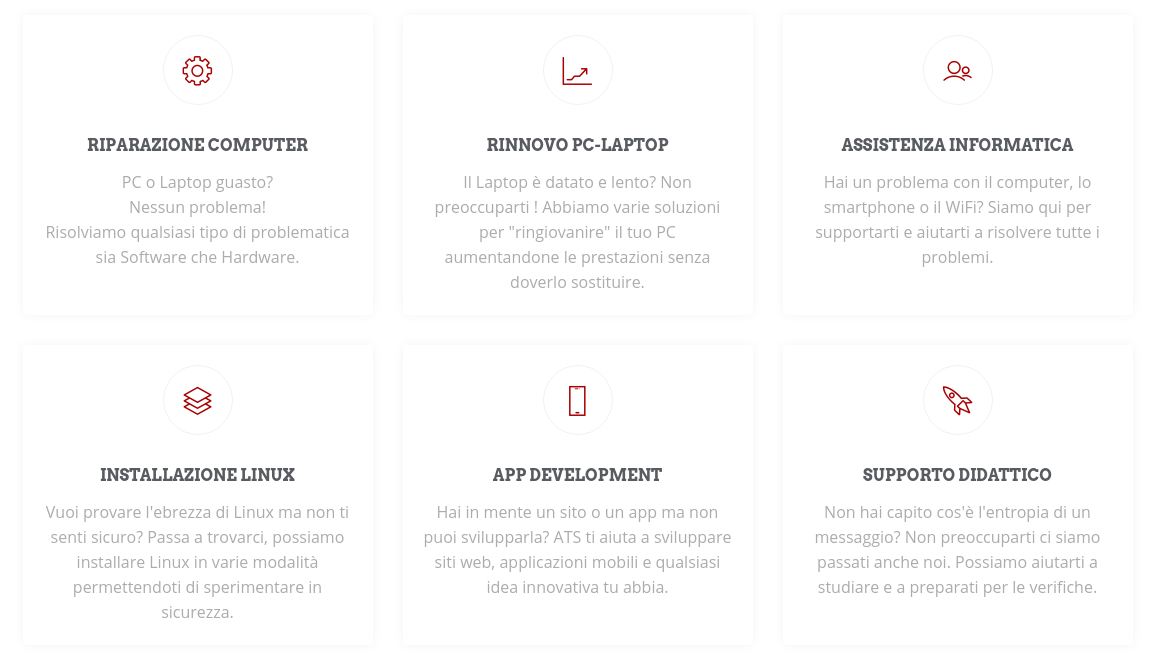 RIPARAZIONE COMPUTER
PC o Laptop guasto?
Nessun problema!
Risolviamo qualsiasi tipo di problematica
sia Software che Hardware.
RINNOVO PC-LAPTOP
Il Laptop è datato e lento? Non
preoccuparti ! Abbiamo varie soluzioni
per "ringiovanire" il tuo PC
aumentandone le prestazioni senza
doverlo sostituire.
ASSISTENZA INFORMATICA
Hai un problema con il computer, lo
smartphone o il WiFi? Siamo qui per
supportarti e aiutarti a risolvere tutte i
problemi.
INSTALLAZIONE LINUX
Vuoi provare l'ebrezza di Linux ma non ti
senti sicuro? Passa a trovarci, possiamo
installare Linux in varie modalità
permettendoti di sperimentare in
sicurezza.
APP DEVELOPMENT
Hai in mente un sito o un app ma non
puoi svilupparla? ATS ti aiuta a sviluppare
siti web, applicazioni mobili e qualsiasi
idea innovativa tu abbia.
SUPPORTO DIDATTICO
Non hai capito cos'è l'entropia di un
messaggio? Non preoccuparti ci siamo
passati anche noi. Possiamo aiutarti a
studiare e a preparati per le verifiche.